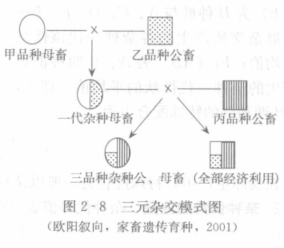 甲品种母畜 × 乙品种公畜
一代杂种母畜 × 丙品种公畜
三品种杂种公、母畜(全部经济利用)
图 2-8 三元杂交模式图
(欧阳叙向,家畜遗传育种,2001)